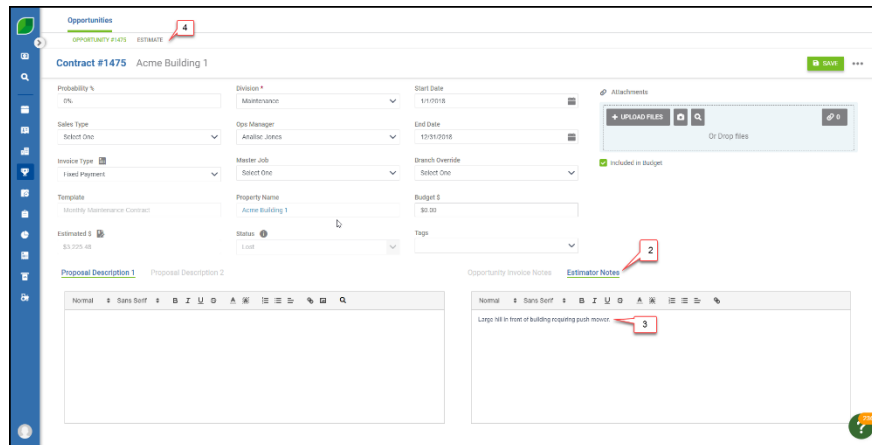 Opportunities
OPPORTUNITY #1475 ESTIMATE
4
Contract #1475 Acme Building 1
SAVE
Probability % Division * Start Date Attachments
0% Maintenance 1/1/2018
+ UPLOAD FILES 0
Or Drop files
Sales Type Ops Manager End Date
Select One Analise Jones 12/31/2018
Included in Budget
Invoice Type Master Job Branch Override
Fixed Payment Select One Select One
Template Property Name Budget $
Monthly Maintenance Contract Acme Building 1 $0.00
Estimated $ Status Tags
Lost
2
Proposal Description 1 Proposal Description 2 Opportunity Invoice Notes Estimator Notes
Normal Sans Serif B I U Normal Sans Serif B I U
Large hill in front of building requiring push mower.
3
?